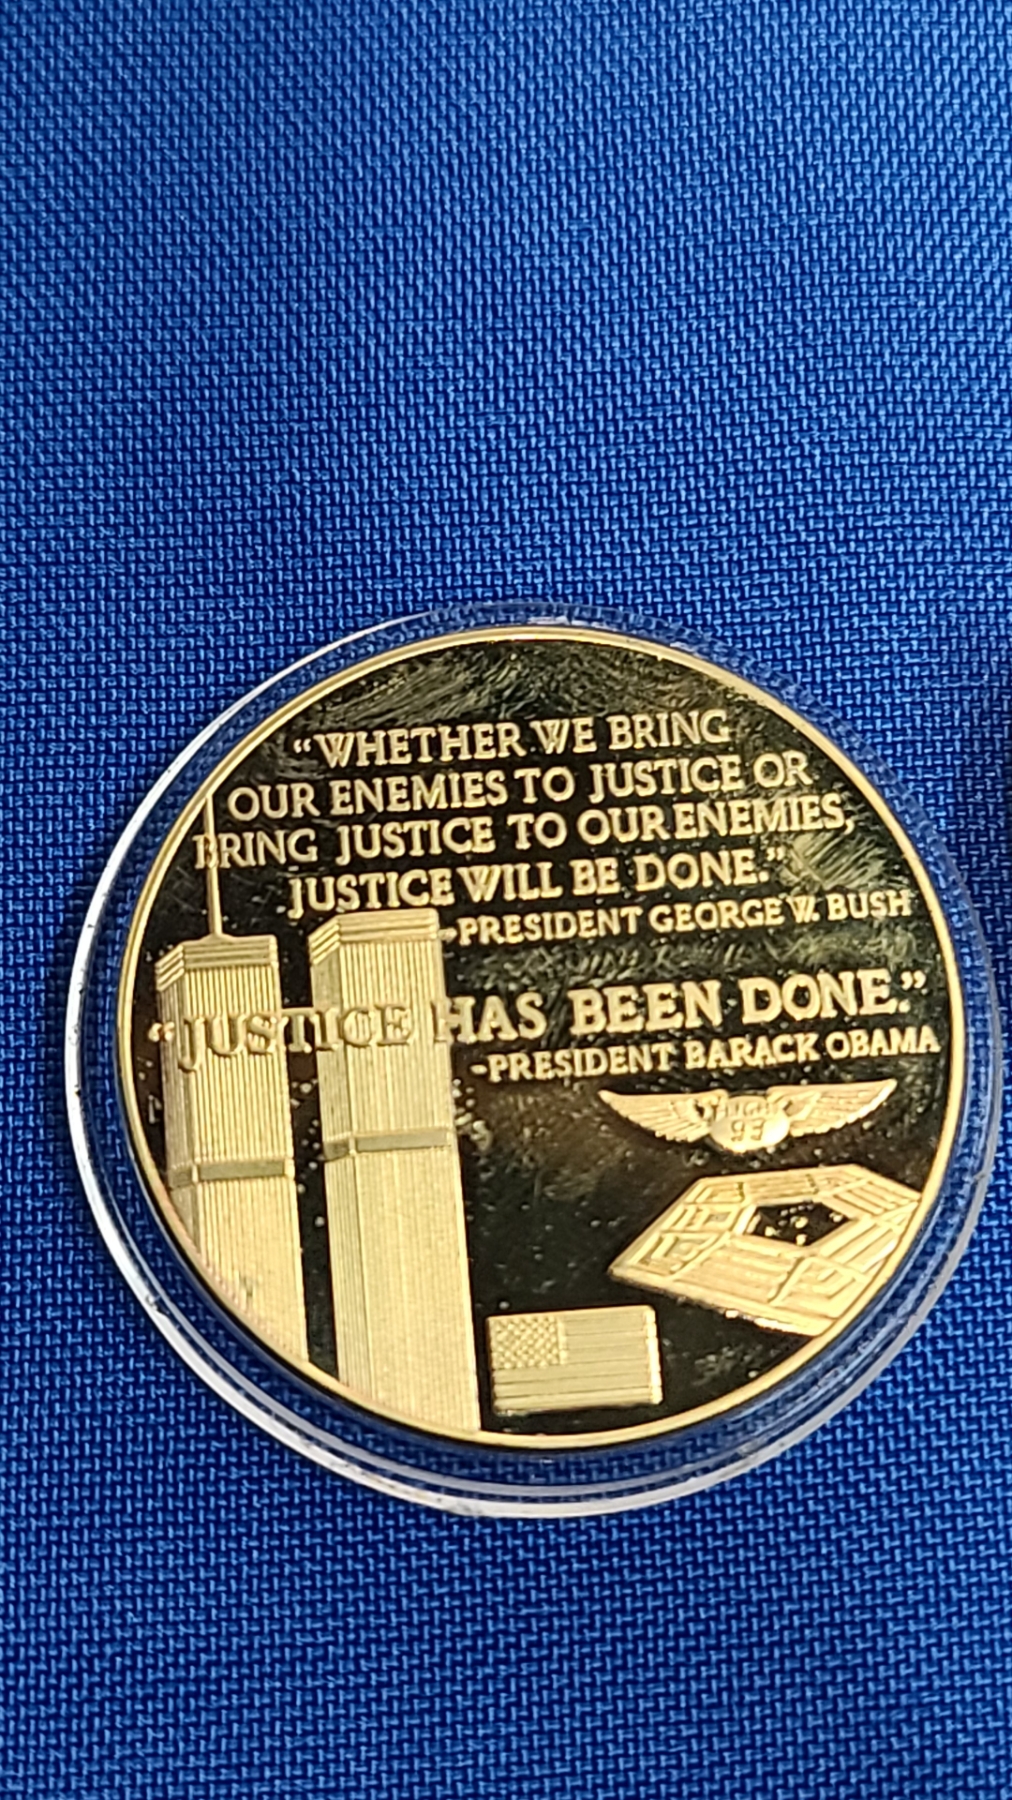 “WHETHER WE BRING
OUR ENEMIES TO JUSTICE OR
BRING JUSTICE TO OUR ENEMIES,
JUSTICE WILL BE DONE.”
-PRESIDENT GEORGE W. BUSH
“JUSTICE HAS BEEN DONE.”
-PRESIDENT BARACK OBAMA
FLIGHT
93